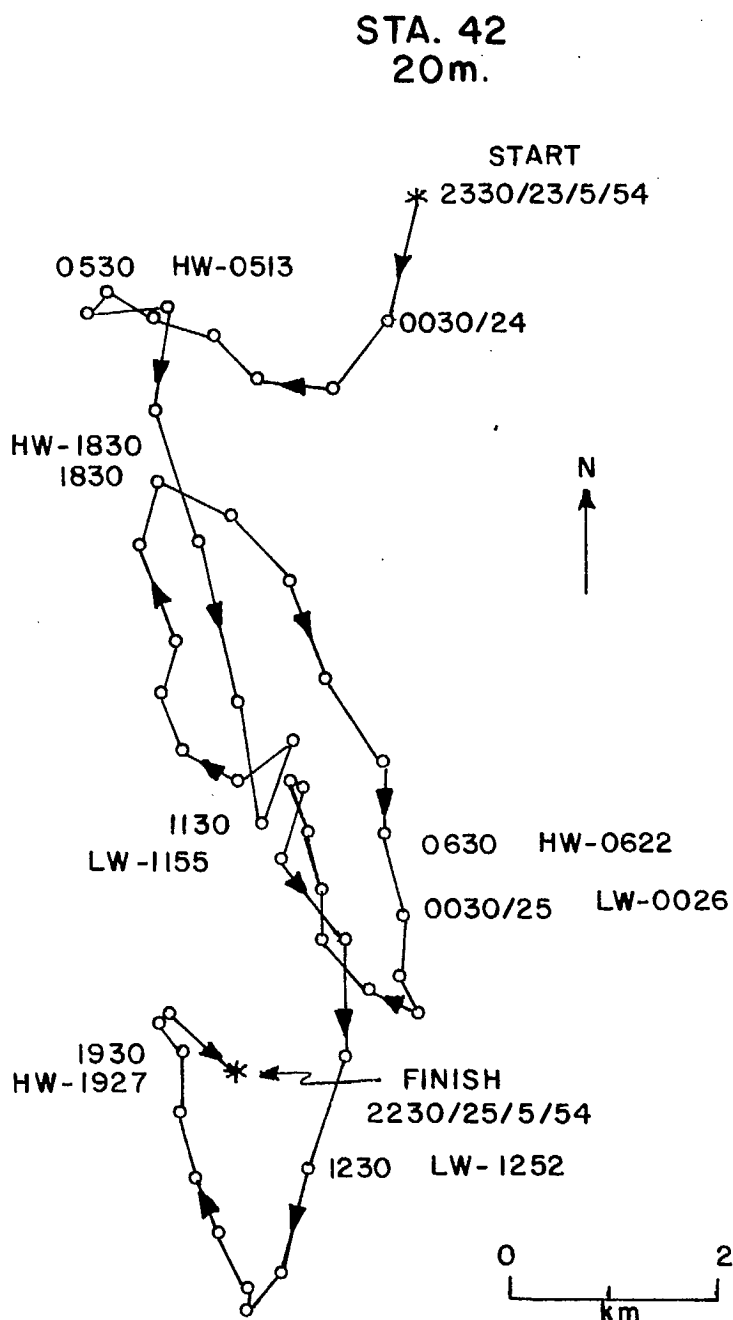 STA. 42
20m.
START
2330/23/5/54
0530 HW-0513
0030/24
HW-1830
1830
N
1130
LW-1155
0630 HW-0622
0030/25 LW-0026
1930
HW-1927
FINISH
2230/25/5/54
1230 LW-1252
0 2
km